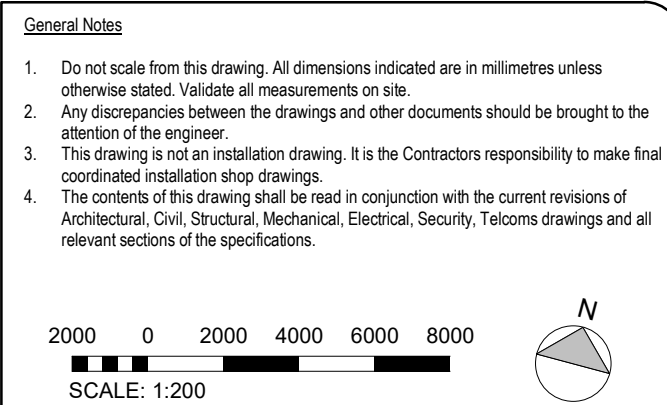 General Notes
1. Do not scale from this drawing. All dimensions indicated are in millimetres unless
otherwise stated. Validate all measurements on site.
2. Any discrepancies between the drawings and other documents should be brought to the
attention of the engineer.
3. This drawing is not an installation drawing. It is the Contractors responsibility to make final
coordinated installation shop drawings.
4. The contents of this drawing shall be read in conjunction with the current revisions of
Architectural, Civil, Structural, Mechanical, Electrical, Security, Telcoms drawings and all
relevant sections of the specifications.
N
2000 0 2000 4000 6000 8000
SCALE: 1:200